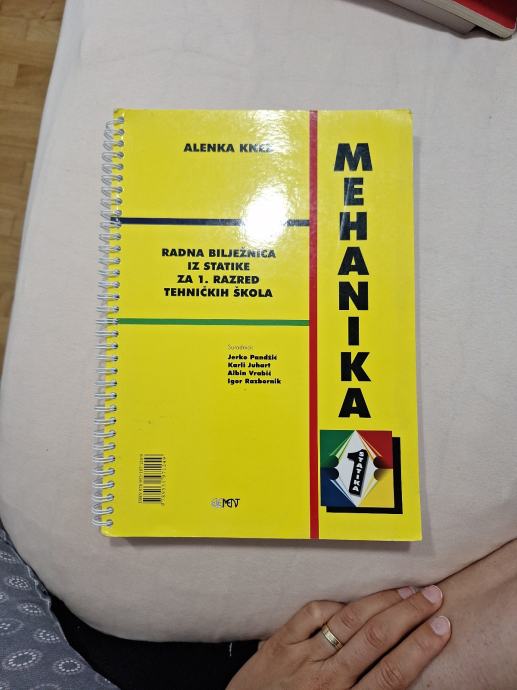 ALENKA KNEZ
MEHANIKA
RADNA BILJEŽNICA
IZ STATIKE
ZA 1. RAZRED
TEHNIČKIH ŠKOLA
Suradnici:
Jerko Pandžić
Karli Juhart
Albin Vrabič
Igor Razbornik
1
STATIKA
ELEMENT